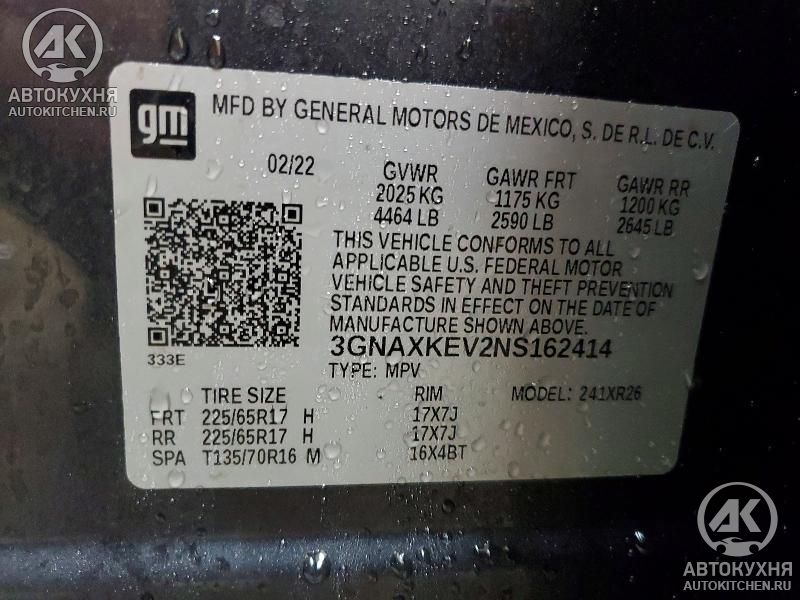 AK
АВТОКУХНЯ
AUTOKITCHEN.RU
gm
MFD BY GENERAL MOTORS DE MEXICO, S. DE R.L. DE C.V.
02/22 GVWR GAWR FRT GAWR RR
2025 KG 1175 KG 1200 KG
4464 LB 2590 LB 2645 LB
THIS VEHICLE CONFORMS TO ALL
APPLICABLE U.S. FEDERAL MOTOR
VEHICLE SAFETY AND THEFT PREVENTION
STANDARDS IN EFFECT ON THE DATE OF
MANUFACTURE SHOWN ABOVE.
333E
3GNAXKEV2NS162414
TYPE: MPV
TIRE SIZE RIM MODEL: 241XR26
FRT 225/65R17 H 17X7J
RR 225/65R17 H 17X7J
SPA T135/70R16 M 16X4BT
AK
АВТОКУХНЯ
AUTOKITCHEN.RU